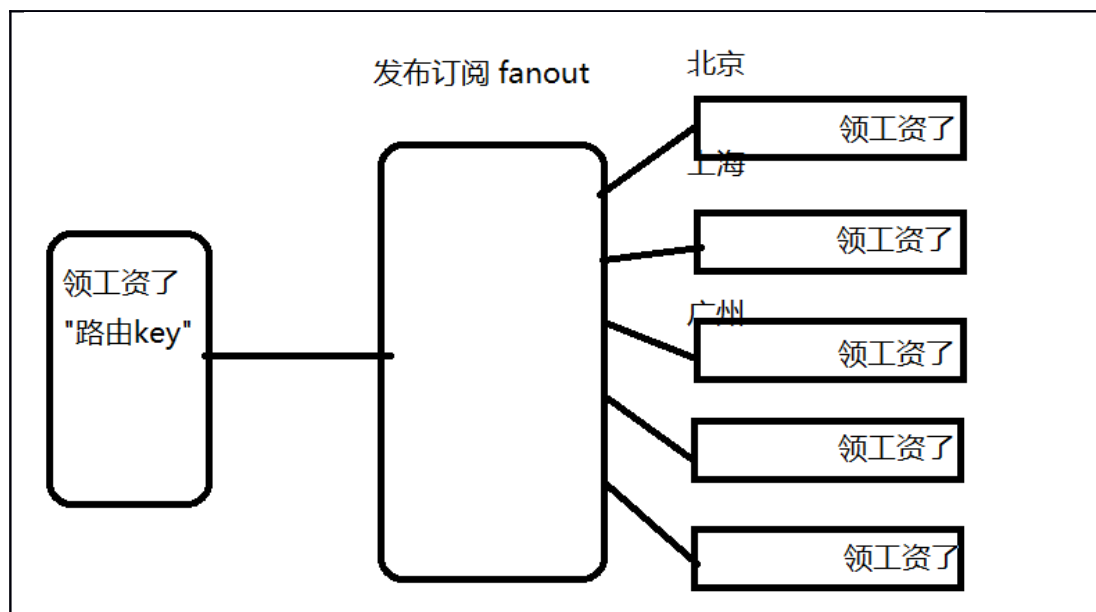 发布订阅 fanout
北京
领工资了
上海
领工资了
领工资了
"路由key"
广州
领工资了
领工资了
领工资了